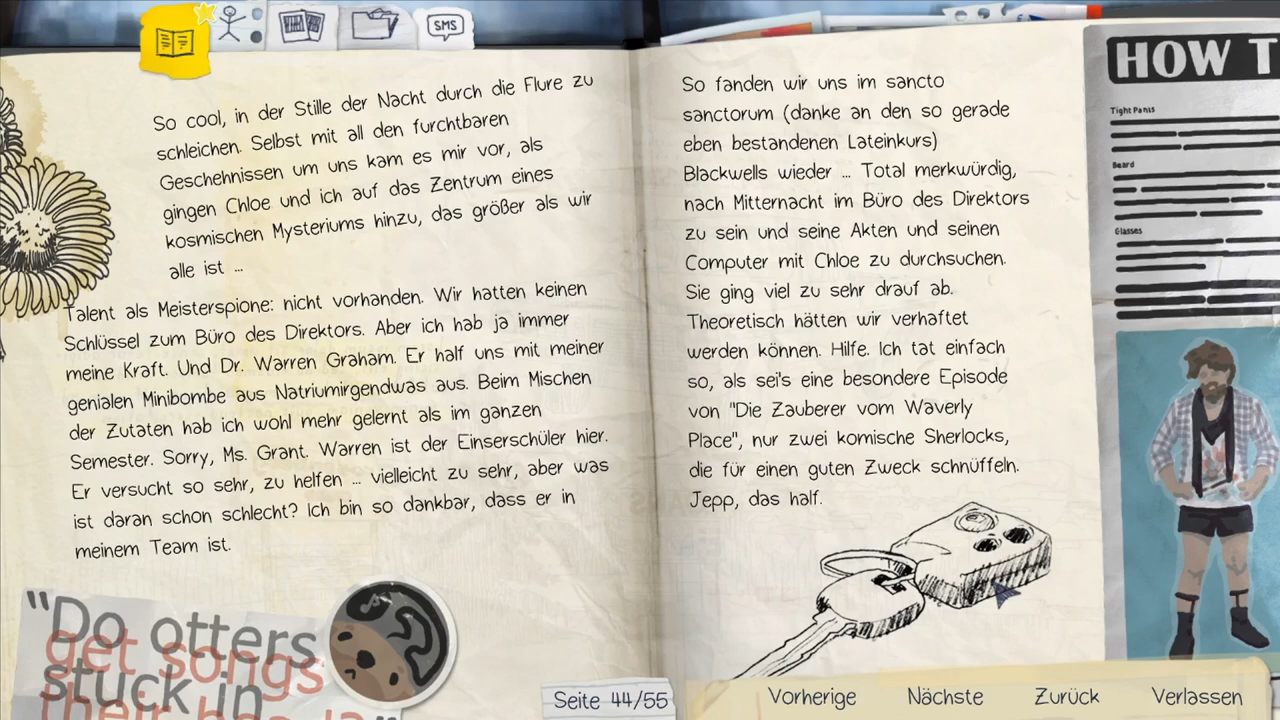 SMS
So cool, in der Stille der Nacht durch die Flure zu
schleichen. Selbst mit all den furchtbaren
Geschehnissen um uns kam es mir vor, als
gingen Chloe und ich auf das Zentrum eines
kosmischen Mysteriums hinzu, das größer als wir
alle ist ...
Talent als Meisterspione: nicht vorhanden. Wir hatten keinen
Schlüssel zum Büro des Direktors. Aber ich hab ja immer
meine Kraft. Und Dr. Warren Graham. Er half uns mit meiner
genialen Minibombe aus Natriumirgendwas aus. Beim Mischen
der Zutaten hab ich wohl mehr gelernt als im ganzen
Semester. Sorry, Ms. Grant. Warren ist der Einserschüler hier.
Er versucht so sehr, zu helfen ... vielleicht zu sehr, aber was
ist daran schon schlecht? Ich bin so dankbar, dass er in
meinem Team ist.
"Do otters
get songs
stuck in
So fanden wir uns im sancto
sanctorum (danke an den so gerade
eben bestandenen Lateinkurs)
Blackwells wieder ... Total merkwürdig,
nach Mitternacht im Büro des Direktors
zu sein und seine Akten und seinen
Computer mit Chloe zu durchsuchen.
Sie ging viel zu sehr drauf ab.
Theoretisch hätten wir verhaftet
werden können. Hilfe. Ich tat einfach
so, als sei's eine besondere Episode
von "Die Zauberer vom Waverly
Place", nur zwei komische Sherlocks,
die für einen guten Zweck schnüffeln.
Jepp, das half.
HOW T
Tight Pants
Beard
Glasses
Seite 44/55
Vorherige Nächste Zurück Verlassen